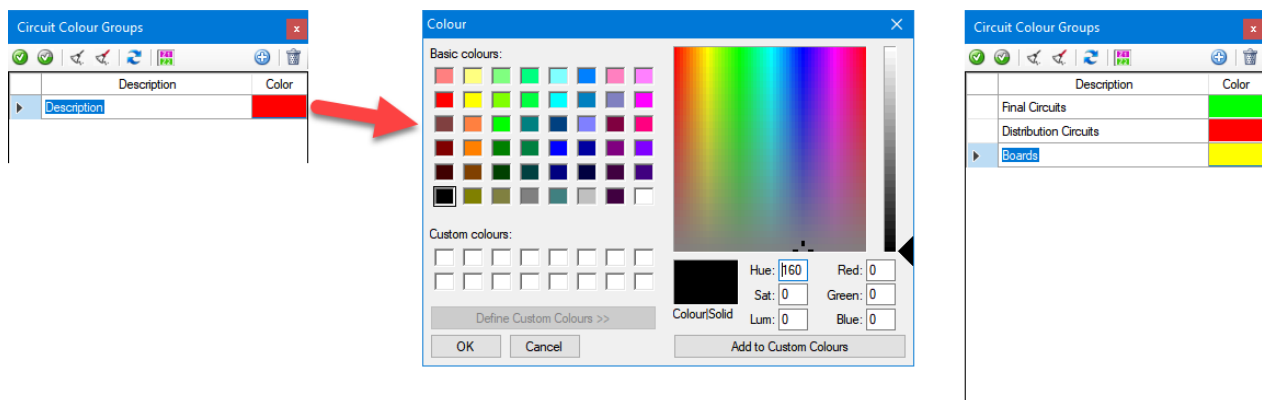 Circuit Colour Groups
x
Description Color
Description
Colour
Basic colours:
Custom colours:
Define Custom Colours >>
OK Cancel
Hue: 160 Red: 0
Sat: 0 Green: 0
Colour|Solid Lum: 0 Blue: 0
Add to Custom Colours
Circuit Colour Groups
x
Description Color
Final Circuits
Distribution Circuits
Boards